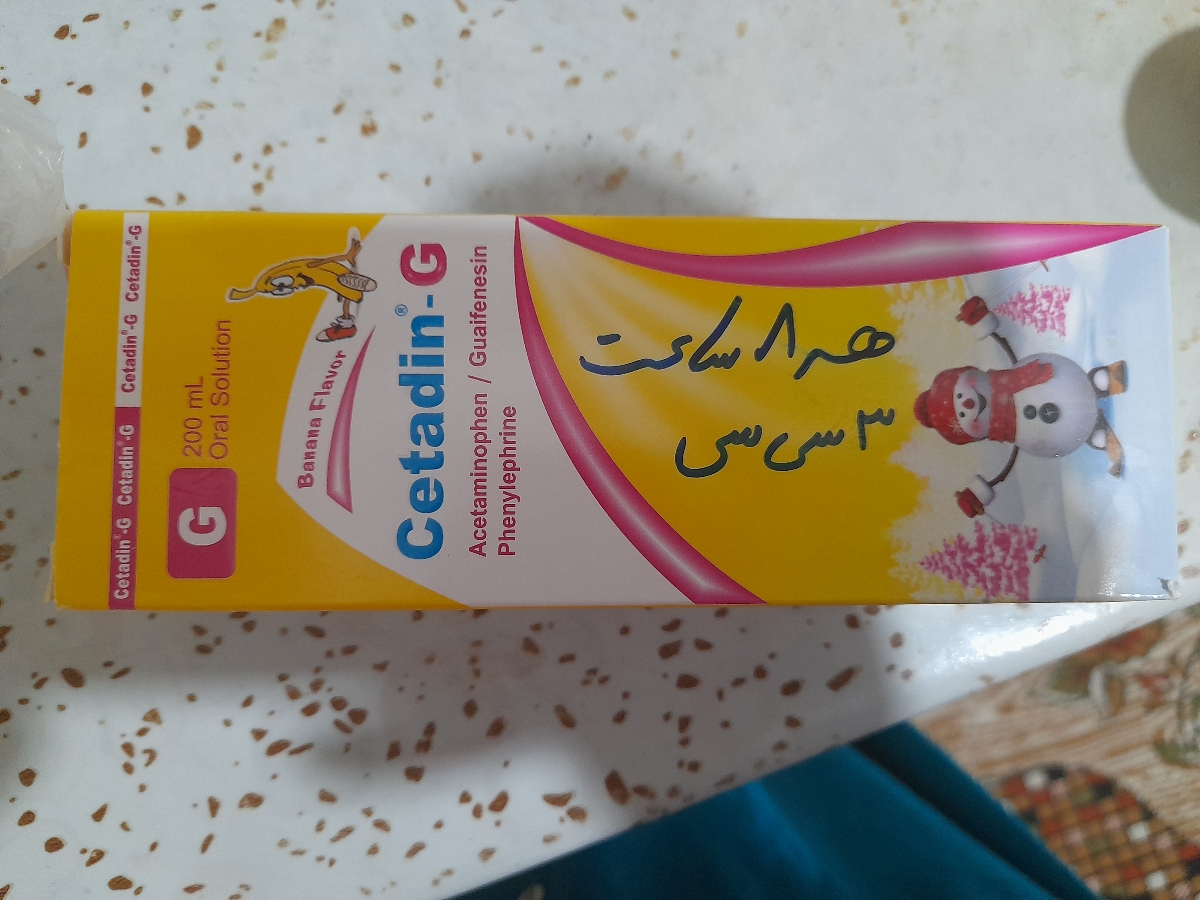 Cetadin®-G Cetadin®-G Cetadin®-G Cetadin®-G
G
200 mL
Oral Solution
Banana Flavor
Cetadin®-G
Acetaminophen / Guaifenesin
Phenylephrine
هر ۸ ساعت
۳ سی سی